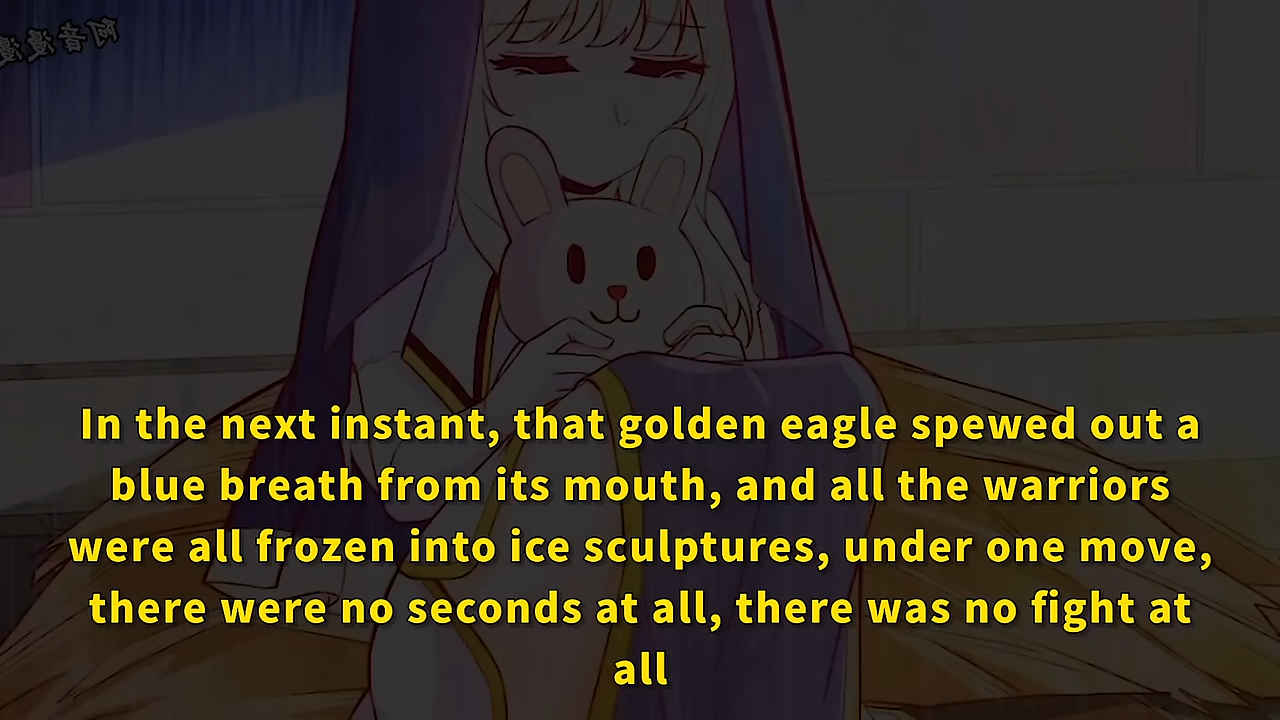 In the next instant, that golden eagle spewed out a
blue breath from its mouth, and all the warriors
were all frozen into ice sculptures, under one move,
there were no seconds at all, there was no fight at
all